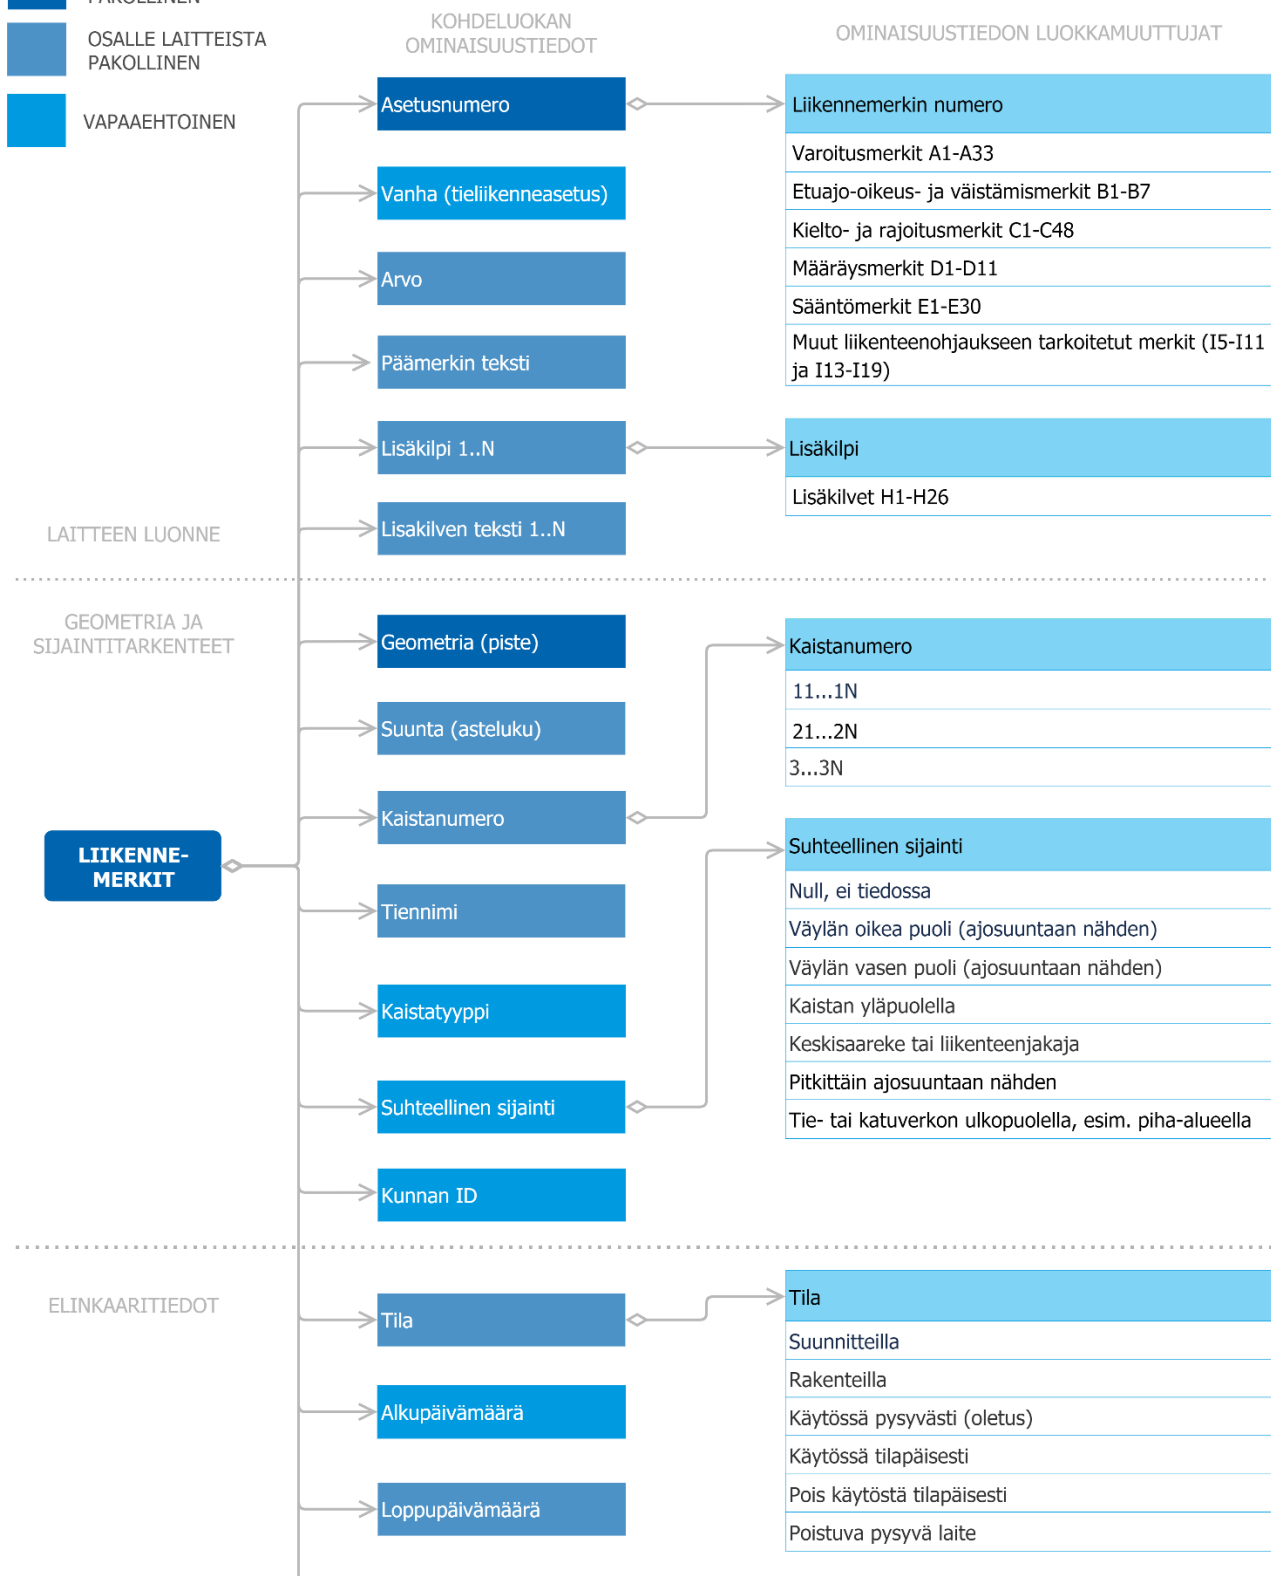 PAKOLLINEN
OSALLE LAITTEISTA
PAKOLLINEN
VAPAAEHTOINEN
KOHDELUOKAN
OMINAISUUSTIEDOT
OMINAISUUSTIEDON LUOKKAMUUTTUJAT
Asetusnumero
Vanha (tieliikenneasetus)
Arvo
Päämerkin teksti
Lisäkilpi 1..N
Lisakilven teksti 1..N
Liikennemerkin numero
Varoitusmerkit A1-A33
Etuajo-oikeus- ja väistämismerkit B1-B7
Kielto- ja rajoitusmerkit C1-C48
Määräysmerkit D1-D11
Sääntömerkit E1-E30
Muut liikenteenohjaukseen tarkoitetut merkit (I5-I11
ja I13-I19)
Lisäkilpi
Lisäkilvet H1-H26
LAITTEEN LUONNE
GEOMETRIA JA
SIJAINTITARKENTEET
LIIKENNE-
MERKIT
Geometria (piste)
Suunta (asteluku)
Kaistanumero
Tiennimi
Kaistatyyppi
Suhteellinen sijainti
Kunnan ID
Kaistanumero
11...1N
21...2N
3...3N
Suhteellinen sijainti
Null, ei tiedossa
Väylän oikea puoli (ajosuuntaan nähden)
Väylän vasen puoli (ajosuuntaan nähden)
Kaistan yläpuolella
Keskisaareke tai liikenteenjakaja
Pitkittäin ajosuuntaan nähden
Tie- tai katuverkon ulkopuolella, esim. piha-alueella
ELINKAARITIEDOT
Tila
Alkupäivämäärä
Loppupäivämäärä
Tila
Suunnitteilla
Rakenteilla
Käytössä pysyvästi (oletus)
Käytössä tilapäisesti
Pois käytöstä tilapäisesti
Poistuva pysyvä laite